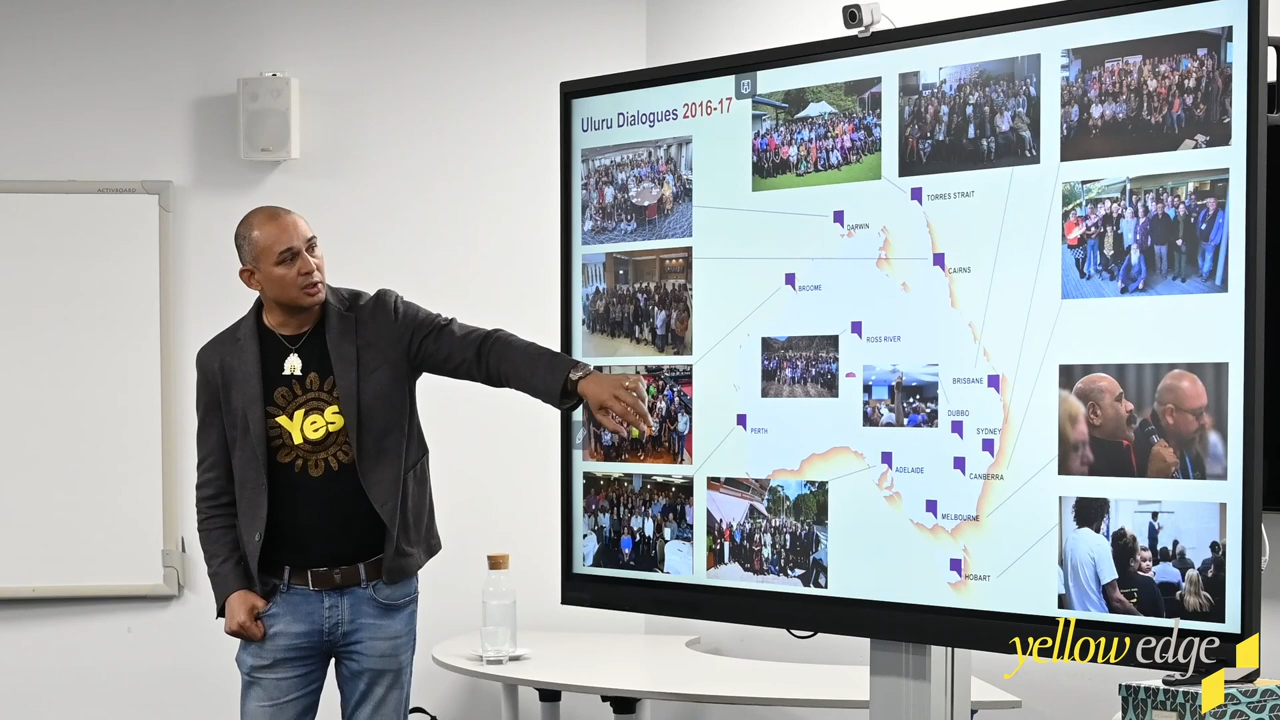 ACTIVBOARD
Yes
Uluru Dialogues 2016-17
TORRES STRAIT
DARWIN
CAIRNS
BROOME
ROSS RIVER
BRISBANE
DUBBO
SYDNEY
PERTH
ADELAIDE
CANBERRA
MELBOURNE
HOBART
yellow edge